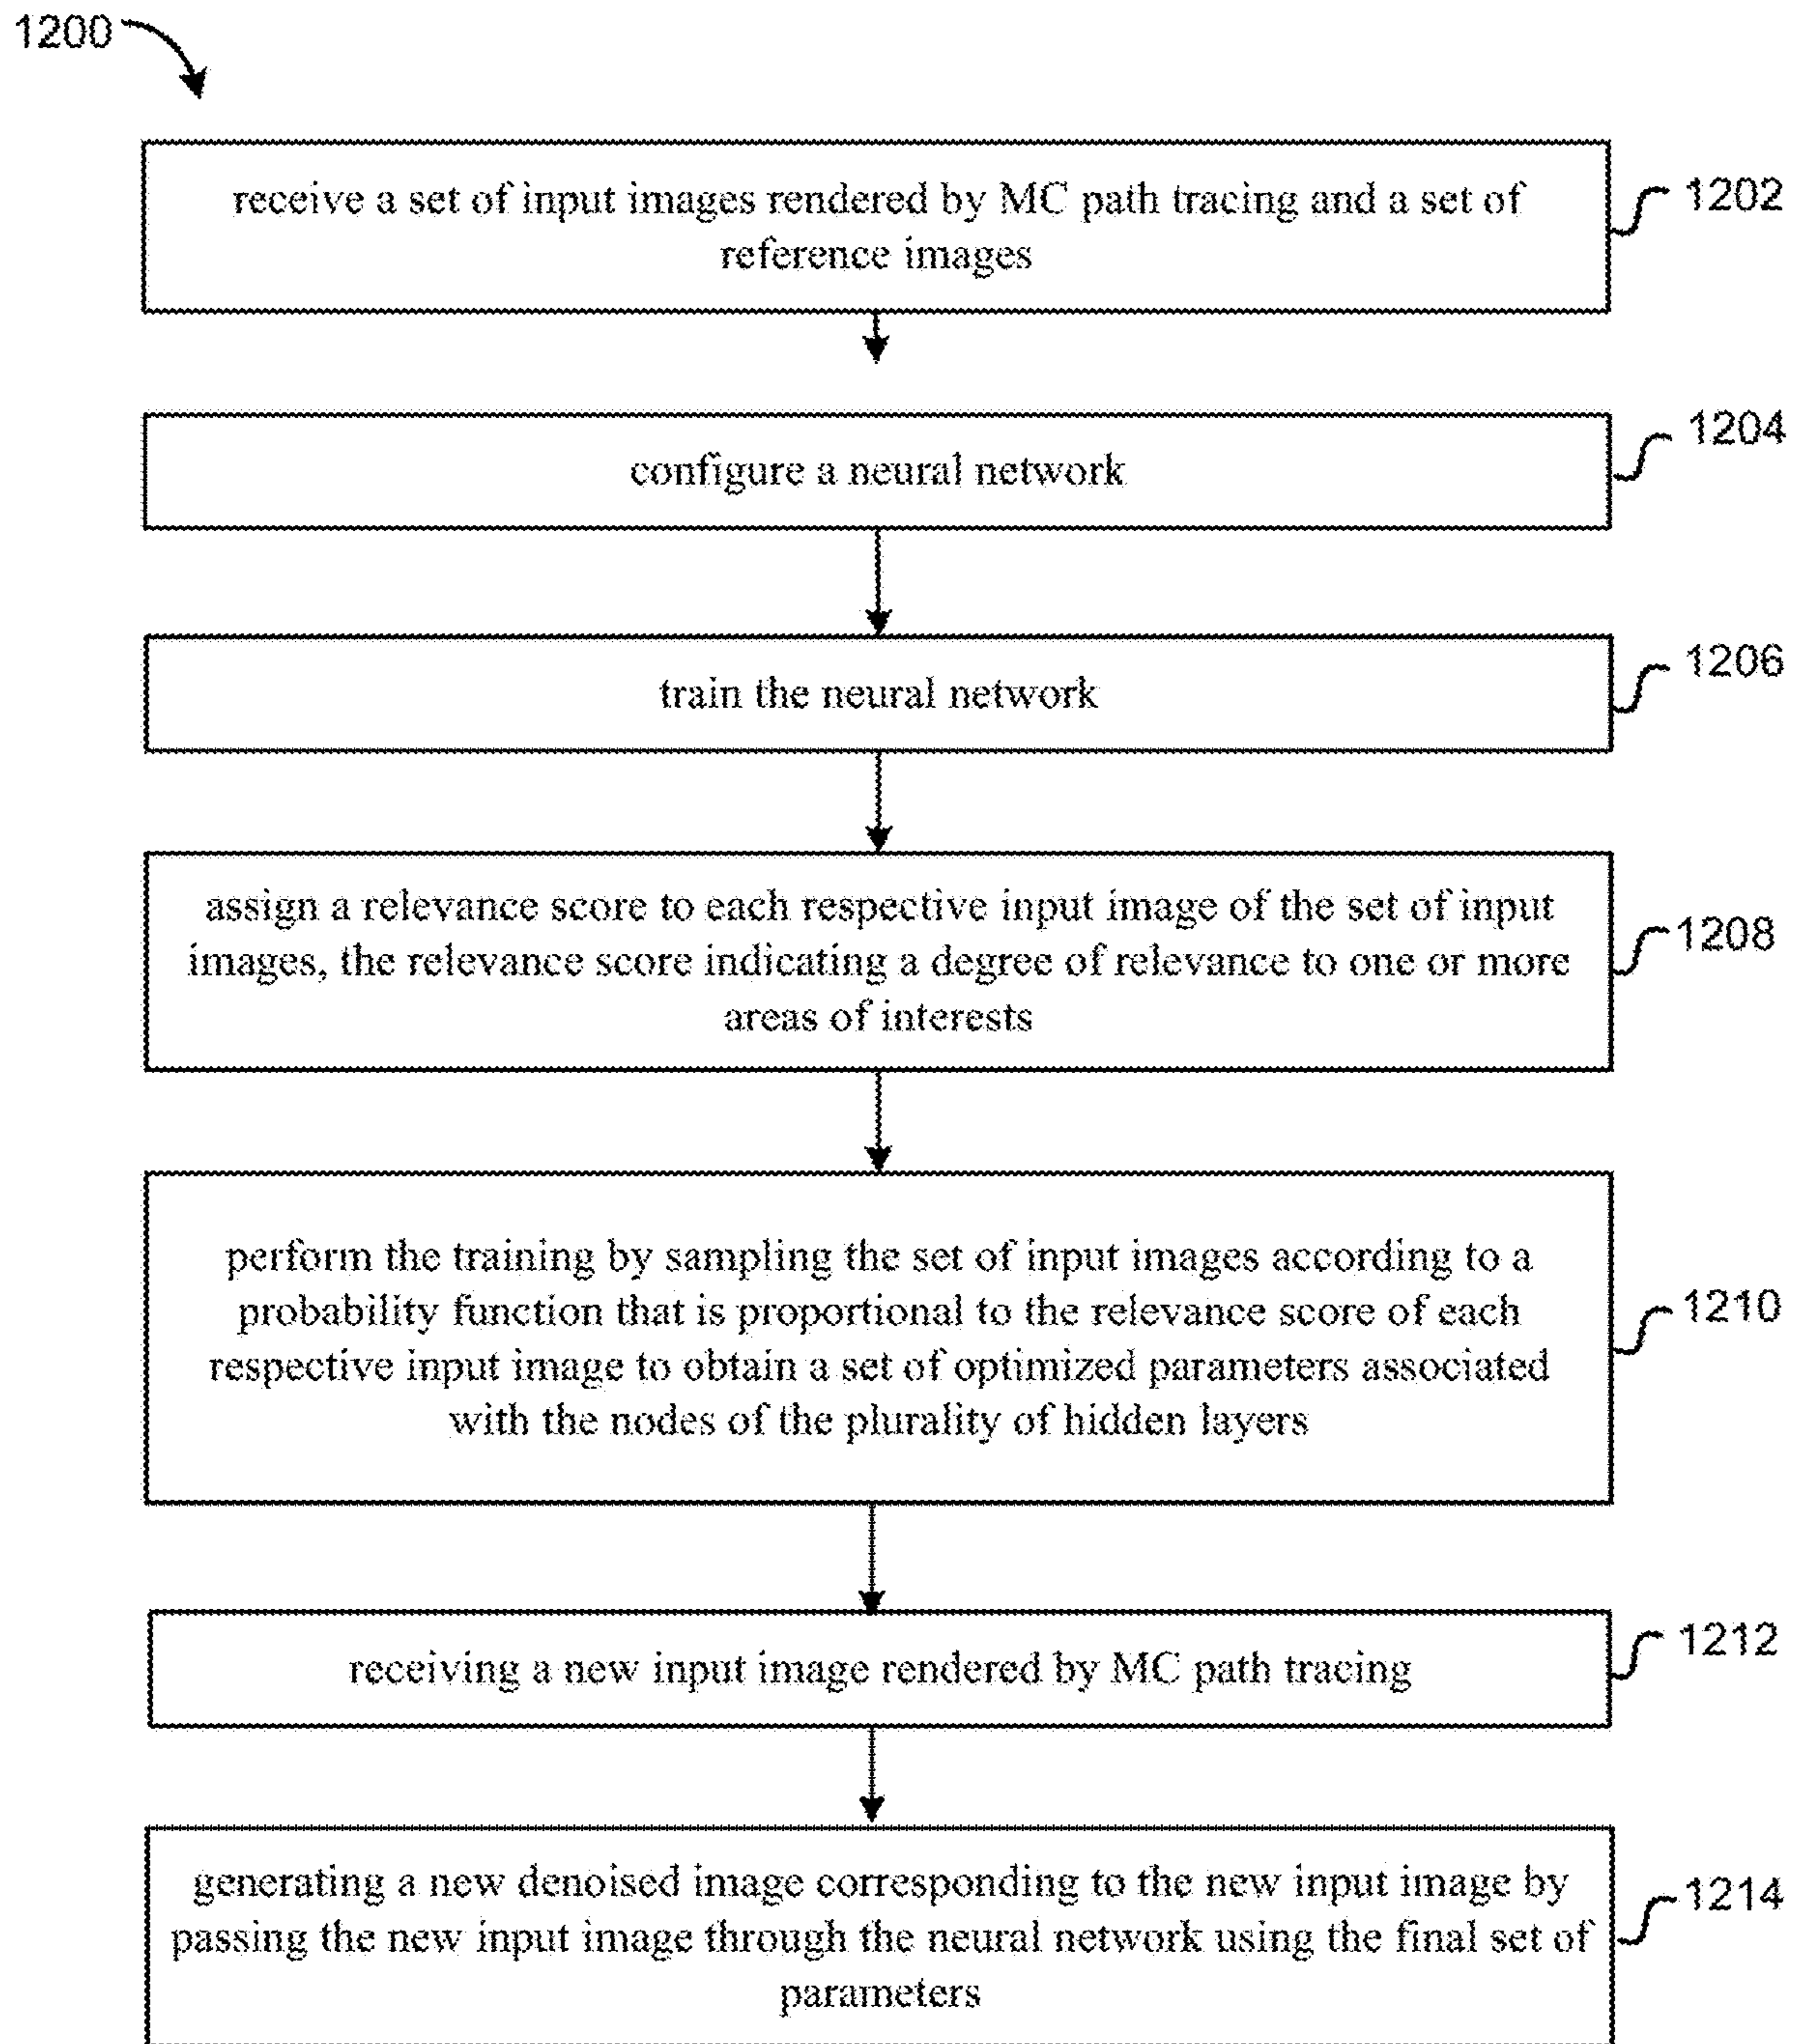 1200
receive a set of input images rendered by MC path tracing and a set of
reference images
1202
configure a neural network
1204
train the neural network
1206
assign a relevance score to each respective input image of the set of input
images, the relevance score indicating a degree of relevance to one or more
areas of interests
1208
perform the training by sampling the set of input images according to a
probability function that is proportional to the relevance score of each
respective input image to obtain a set of optimized parameters associated
with the nodes of the plurality of hidden layers
1210
receiving a new input image rendered by MC path tracing
1212
generating a new denoised image corresponding to the new input image by
passing the new input image through the neural network using the final set of
parameters
1214